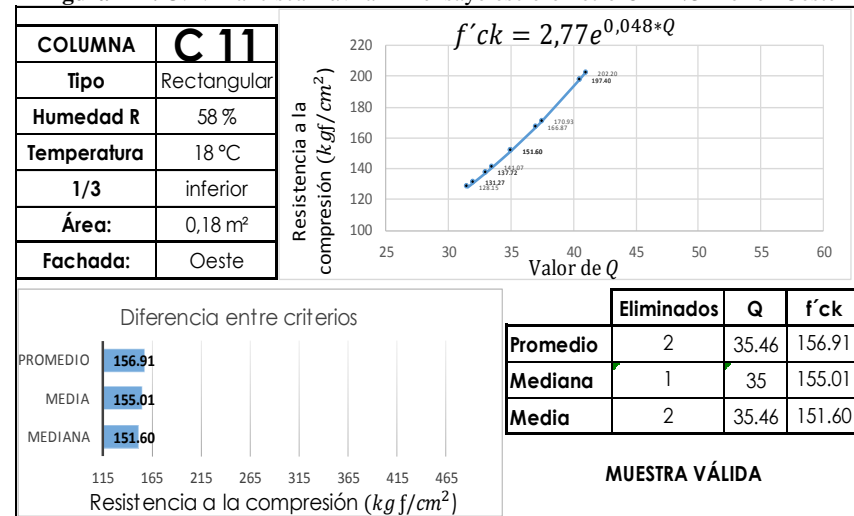 COLUMNA C 11
Tipo Rectangular
Humedad R 58 %
Temperatura 18 °C
1/3 inferior
Área: 0,18 m²
Fachada: Oeste
f´ck = 2,77e^{0,048*Q}
Resistencia a la
compresión (kgf/cm²)
220
200
180
160
140
120
100
202.20
197.40
170.93
166.87
151.60
141.07
137.72
131.27
128.15
25 30 35 40 45 50 55 60
Valor de Q
Diferencia entre criterios
PROMEDIO 156.91
MEDIA 155.01
MEDIANA 151.60
115 165 215 265 315 365 415 465
Resistencia a la compresión (kg f/cm²)
Eliminados Q f´ck
Promedio 2 35.46 156.91
Mediana 1 35 155.01
Media 2 35.46 151.60
MUESTRA VÁLIDA